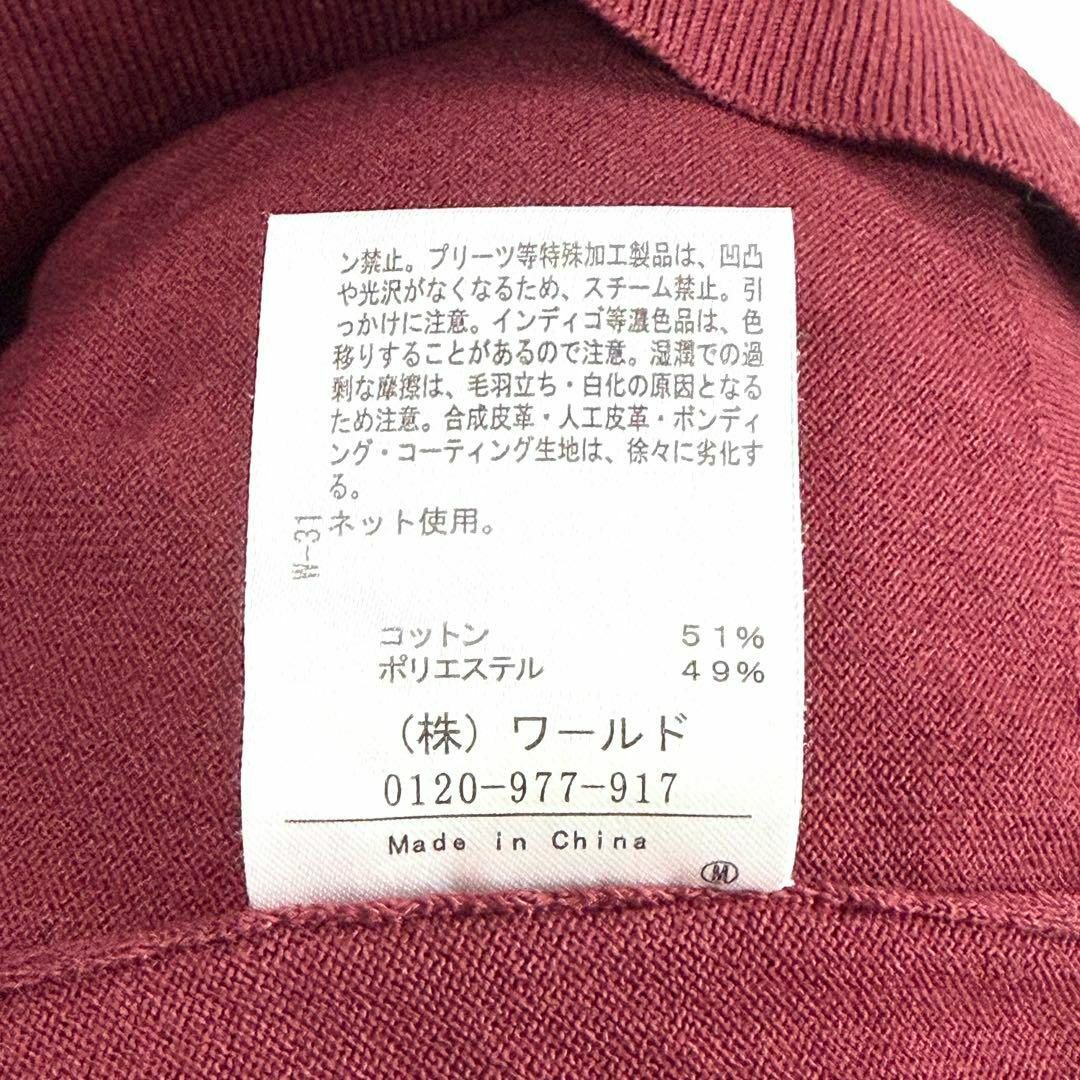 ン禁止。プリーツ等特殊加工製品は、凹凸
や光沢がなくなるため、スチーム禁止。引
っかけに注意。インディゴ等濃色品は、色
移りすることがあるので注意。湿潤での過
剰な摩擦は、毛羽立ち・白化の原因となる
ため注意。合成皮革・人工皮革・ボンディ
ング・コーティング生地は、徐々に劣化す
る。
ネット使用。
W-31
コットン 51%
ポリエステル 49%
(株)ワールド
0120-977-917
Made in China
M